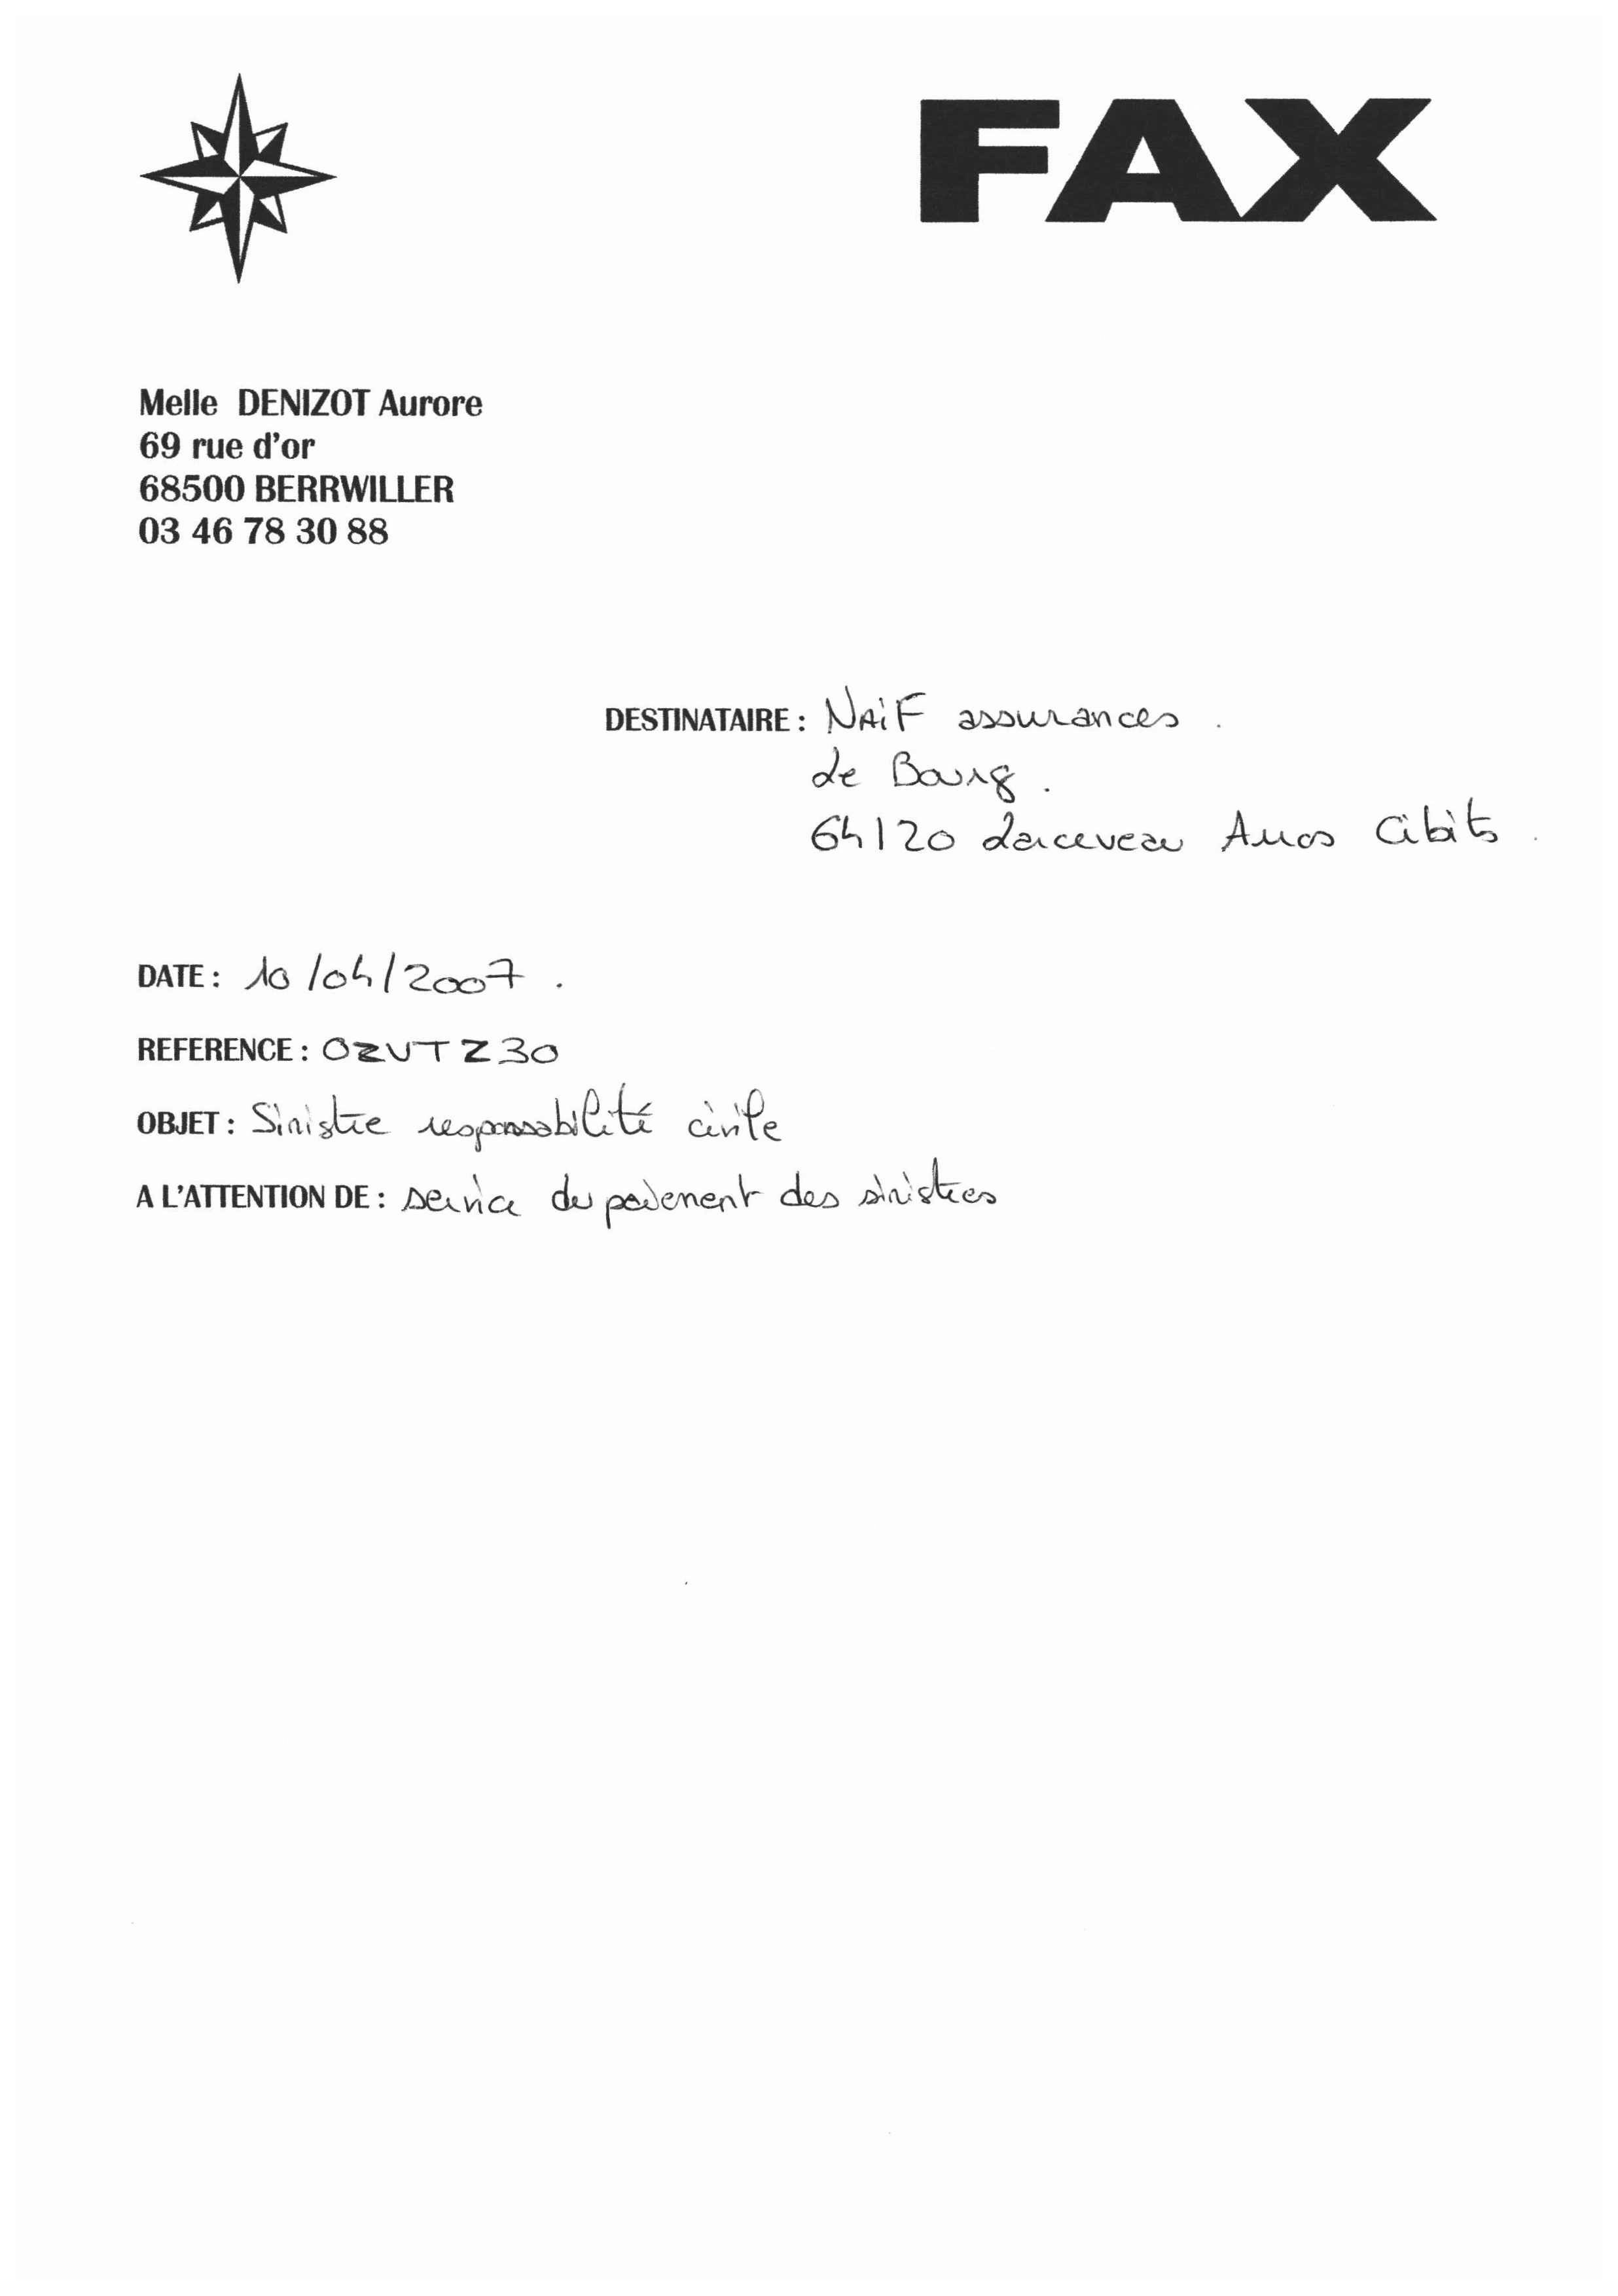 FAX
Melle DENIZOT Aurore
69 rue d'or
68500 BERRWILLER
03 46 78 30 88
DESTINATAIRE : NAiF assurances .
de Bourg .
64120 Larceveau Arros Cibits .
DATE : 10/04/2007 .
REFERENCE : OZUTZ30
OBJET : Sinistre responsabilité civile
A L'ATTENTION DE : service du paiement des sinistres